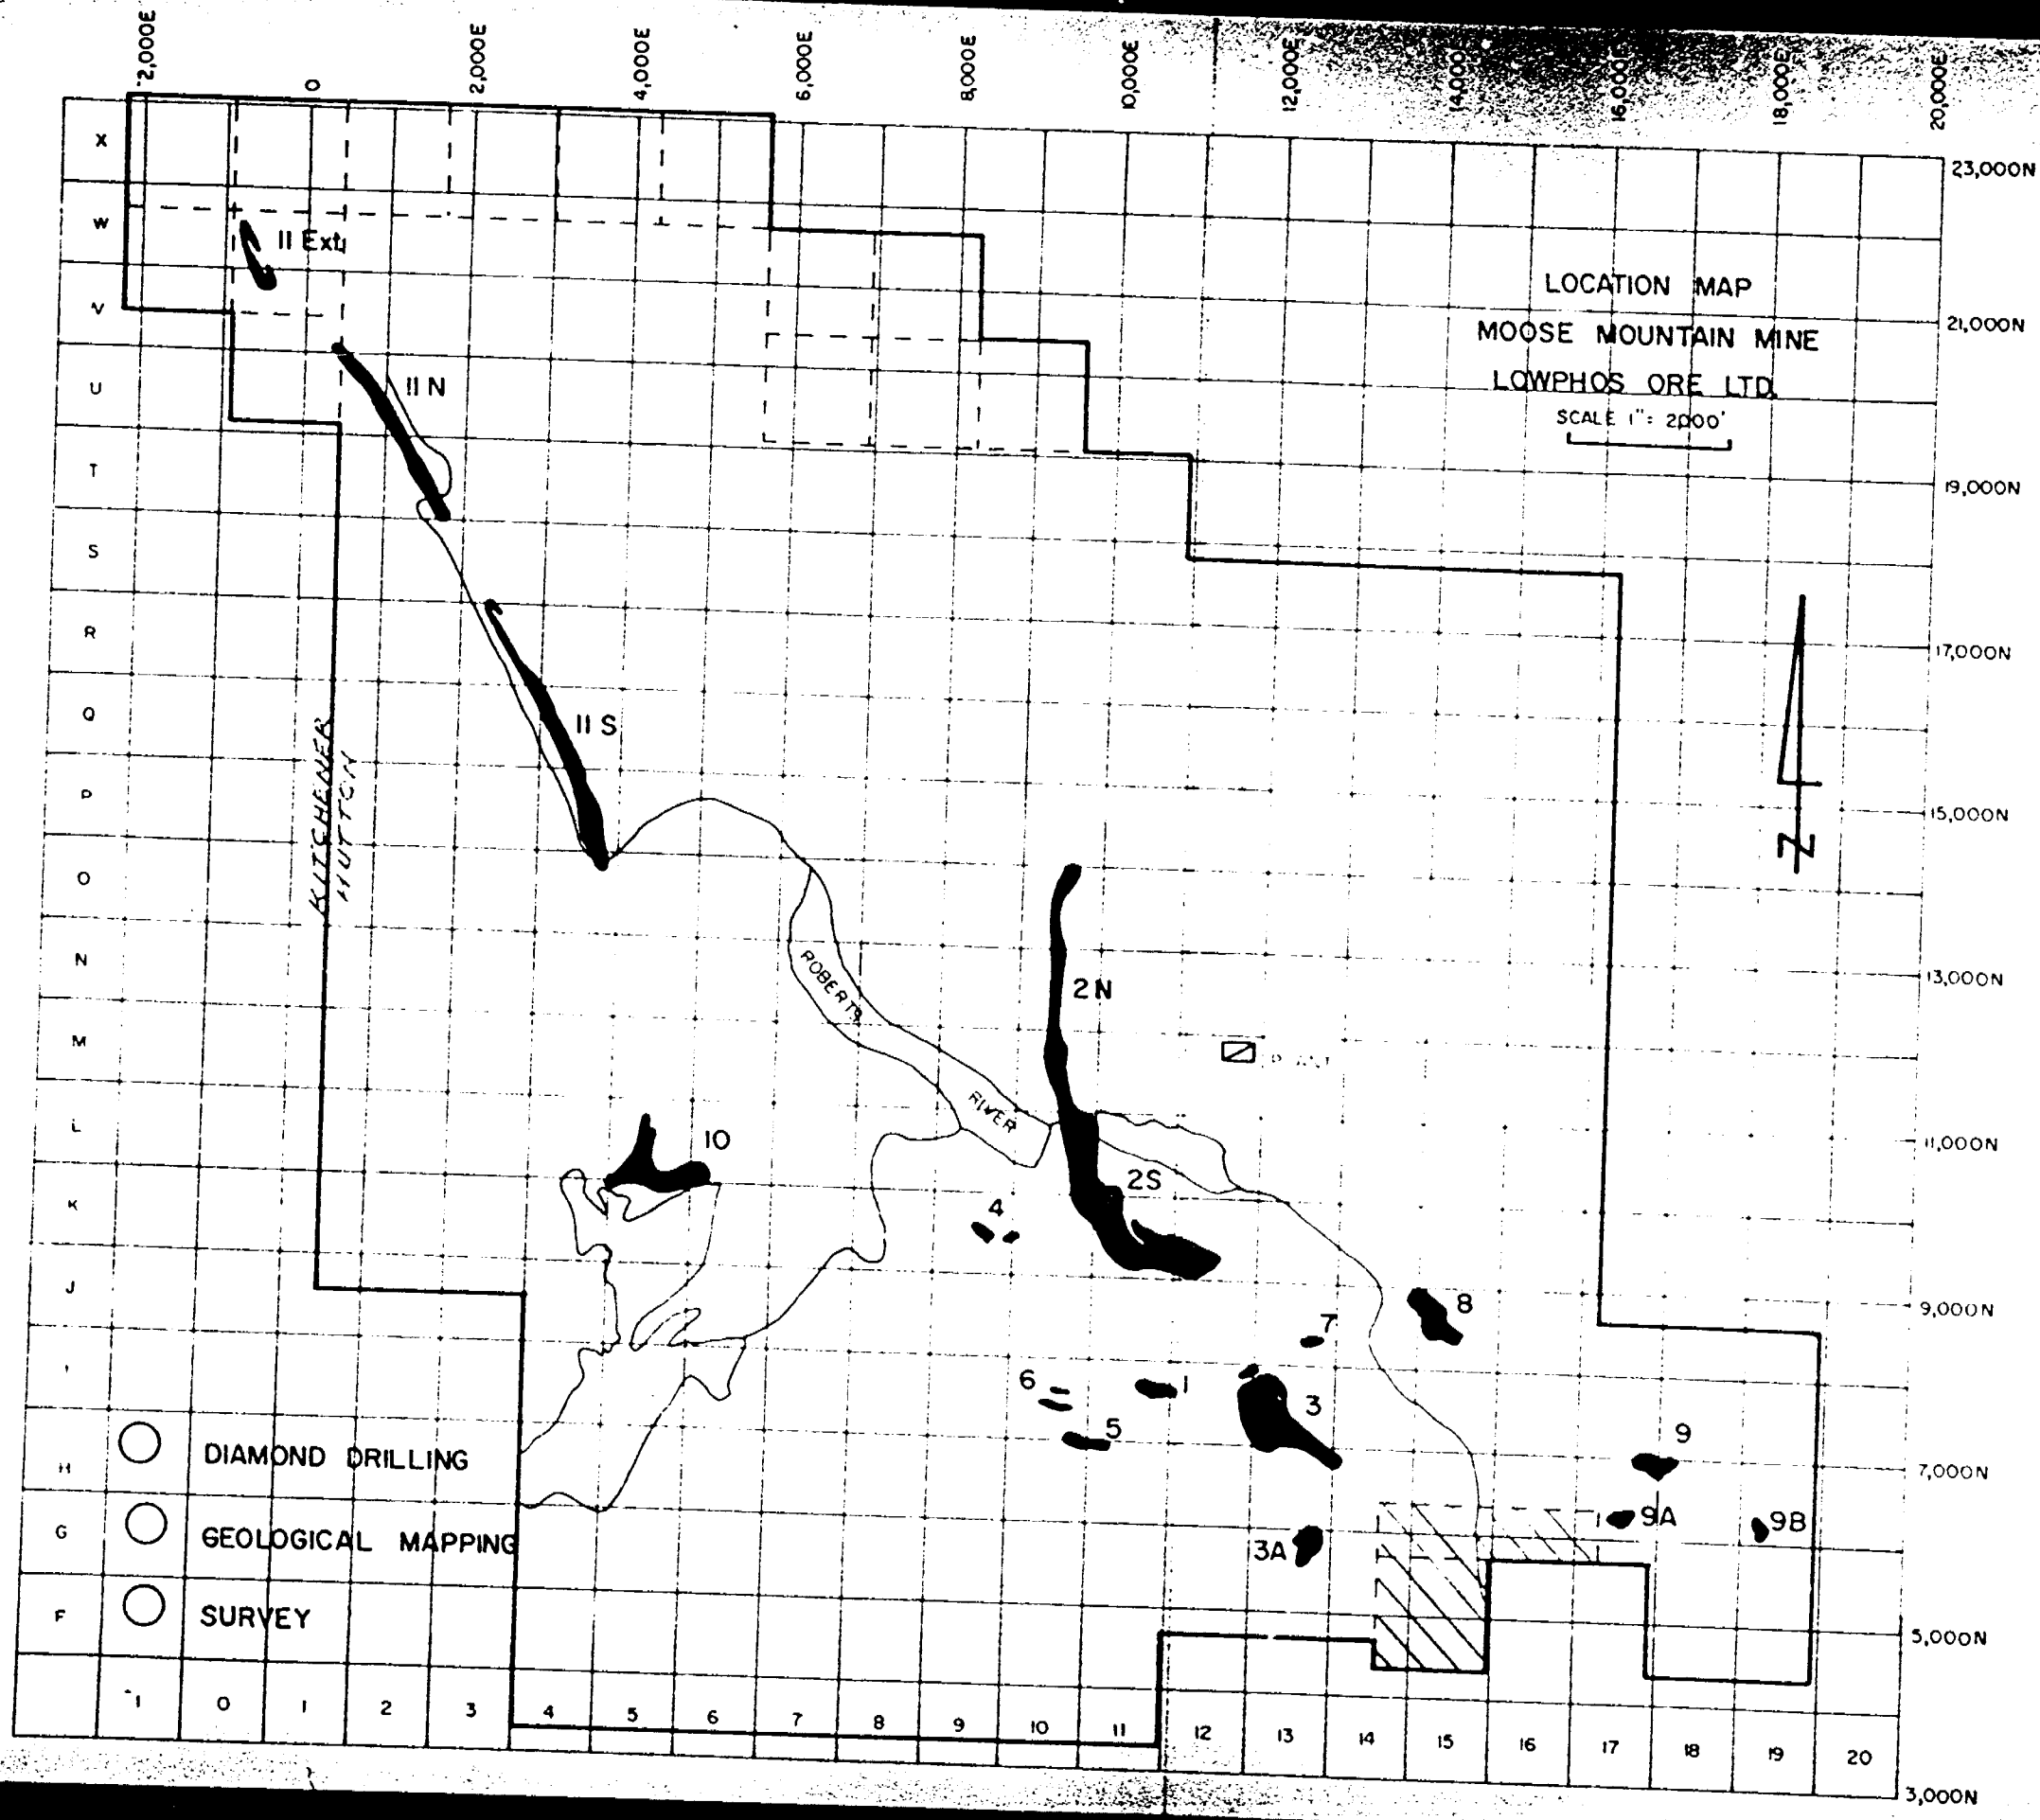 -2,000E 0 2,000E 4,000E 6,000E 8,000E 10,000E 12,000E 14,000E 16,000E 18,000E 20,000E
X
23,000N
W
11 Ext.
LOCATION MAP
V
21,000N
MOOSE MOUNTAIN MINE
U
11 N
LOWPHOS ORE LTD.
SCALE 1": 2000'
T
19,000N
S
R
17,000N
Q
11 S
KITCHENER
HUTTON
P
15,000N
N
O
N
13,000N
ROBERTS
2N
M
PLANT
RIVER
L
10
11,000N
2S
K
4
J
9,000N
8
7
I
6
1
3
5
9
H
DIAMOND DRILLING
7,000N
G
GEOLOGICAL MAPPING
3A
9A
9B
F
SURVEY
5,000N
-1 0 1 2 3 4 5 6 7 8 9 10 11 12 13 14 15 16 17 18 19 20
3,000N